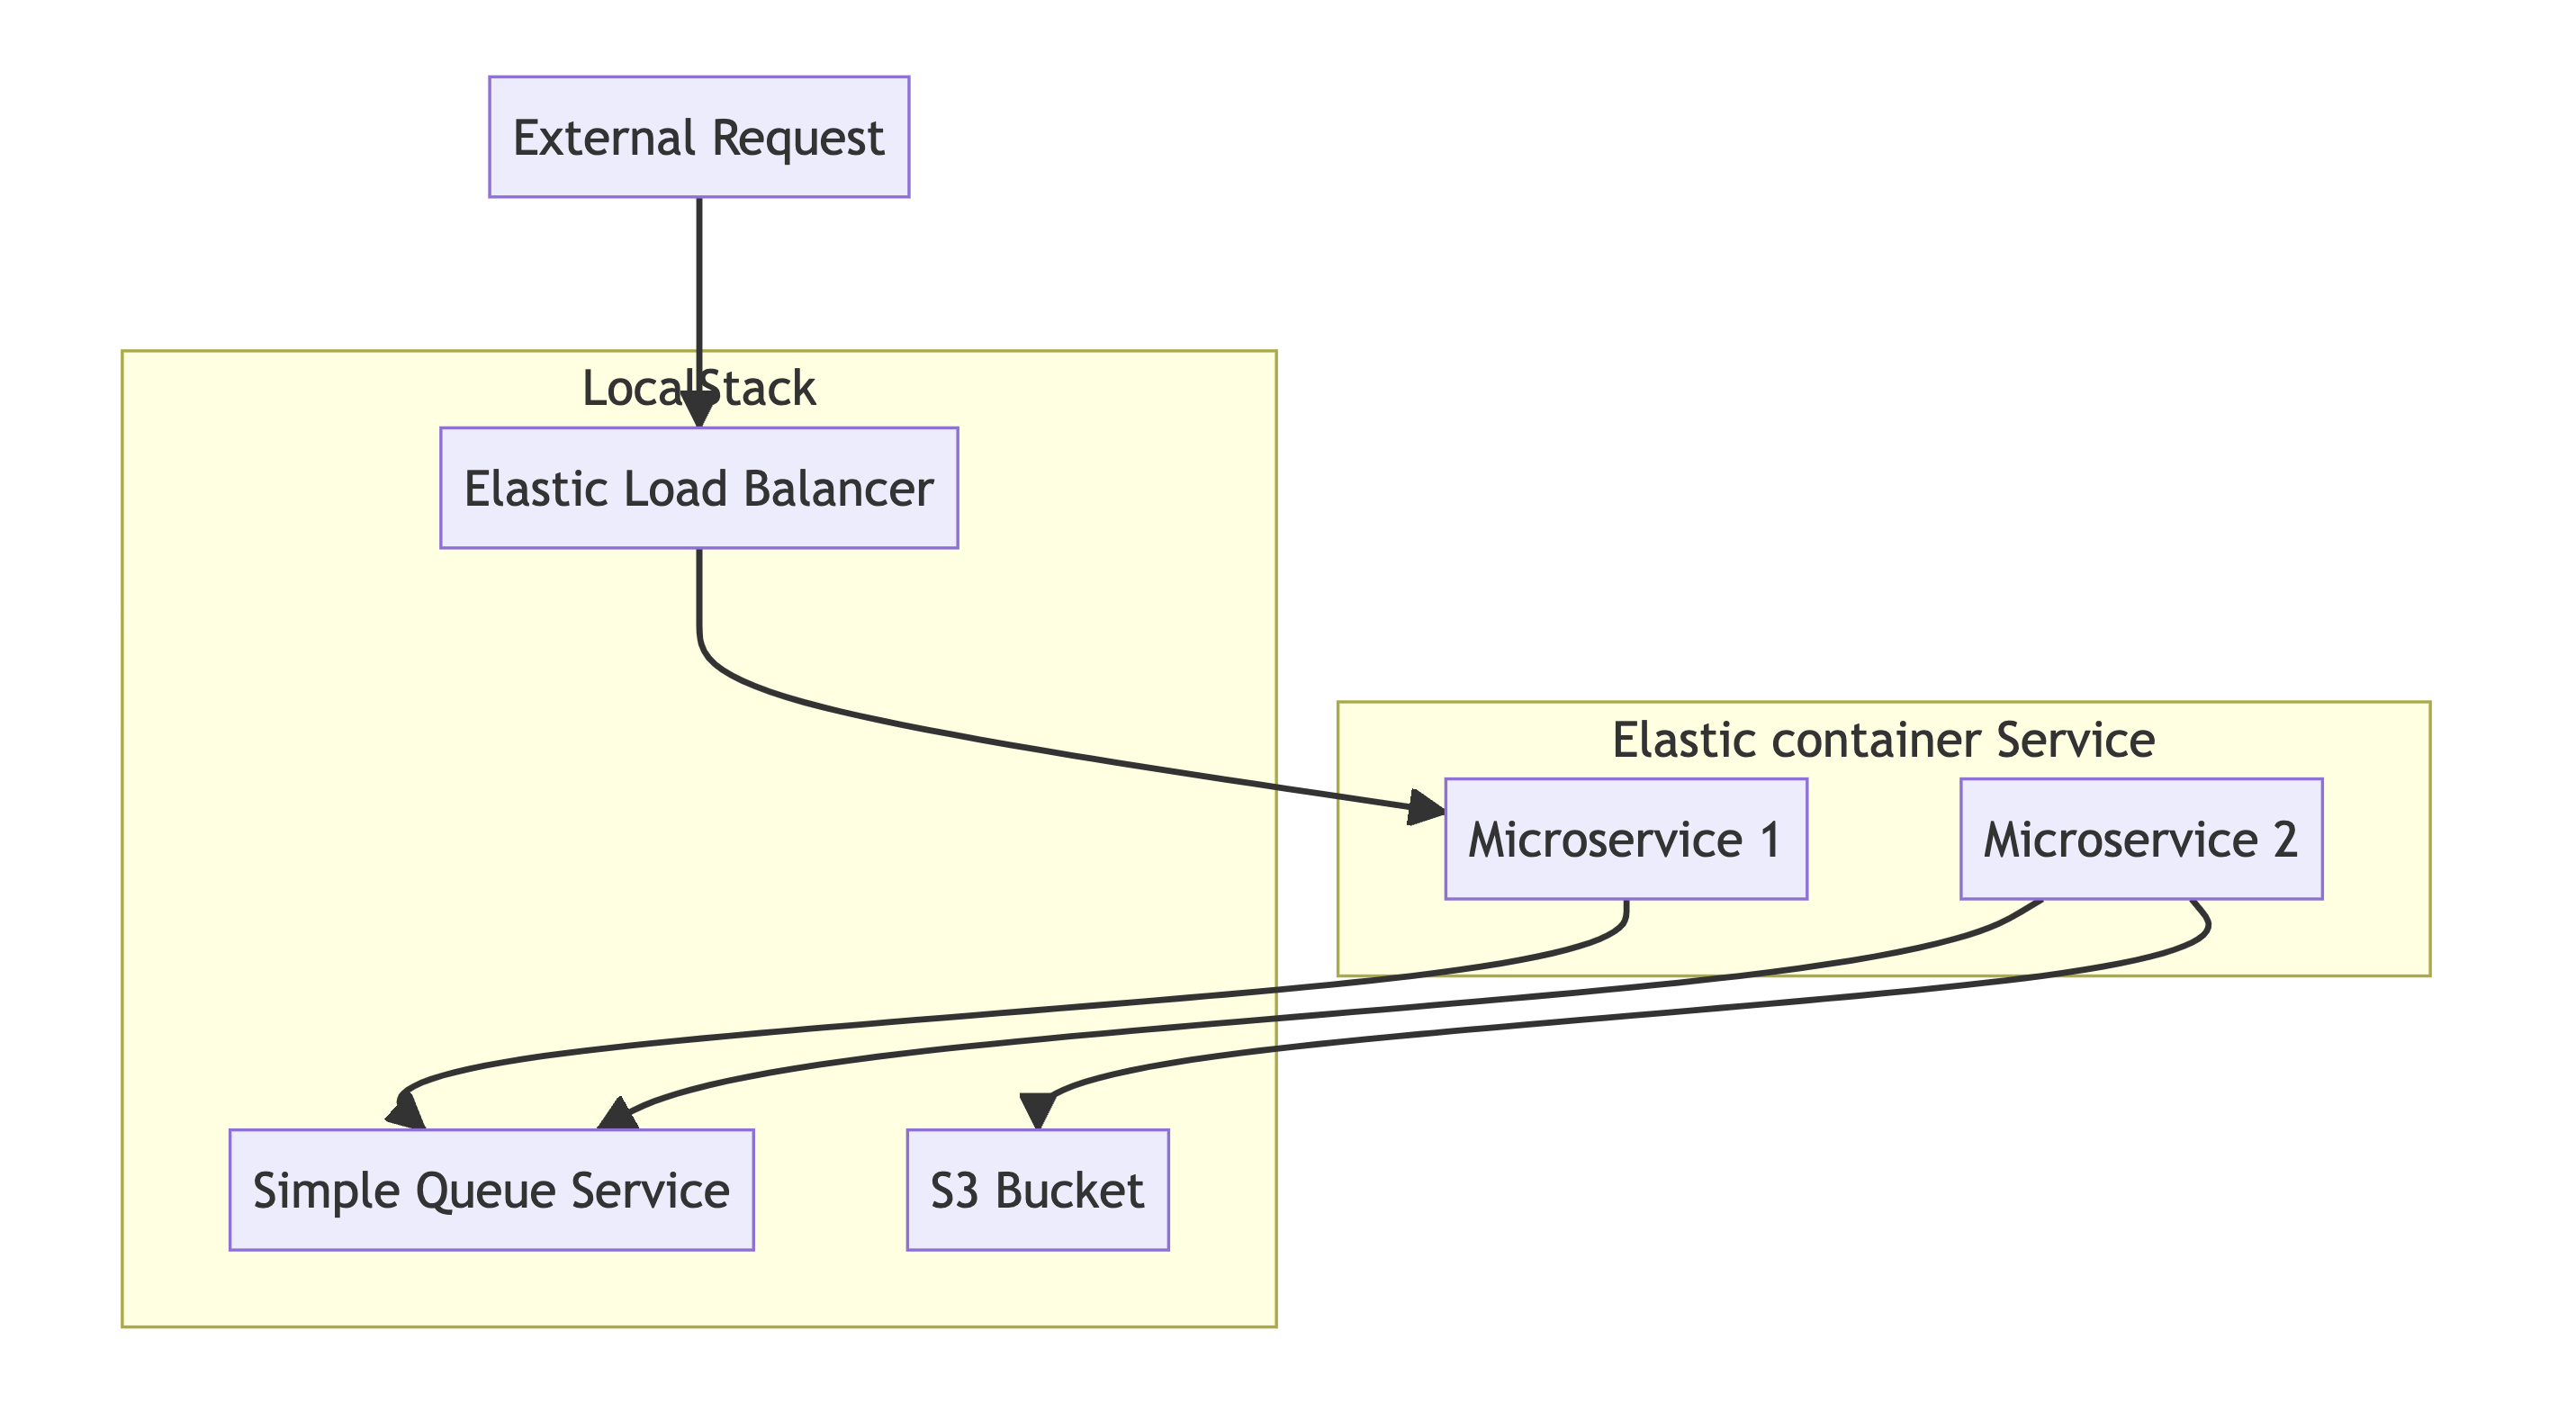 External Request
LocalStack
Elastic Load Balancer
Elastic container Service
Microservice 1
Microservice 2
Simple Queue Service
S3 Bucket